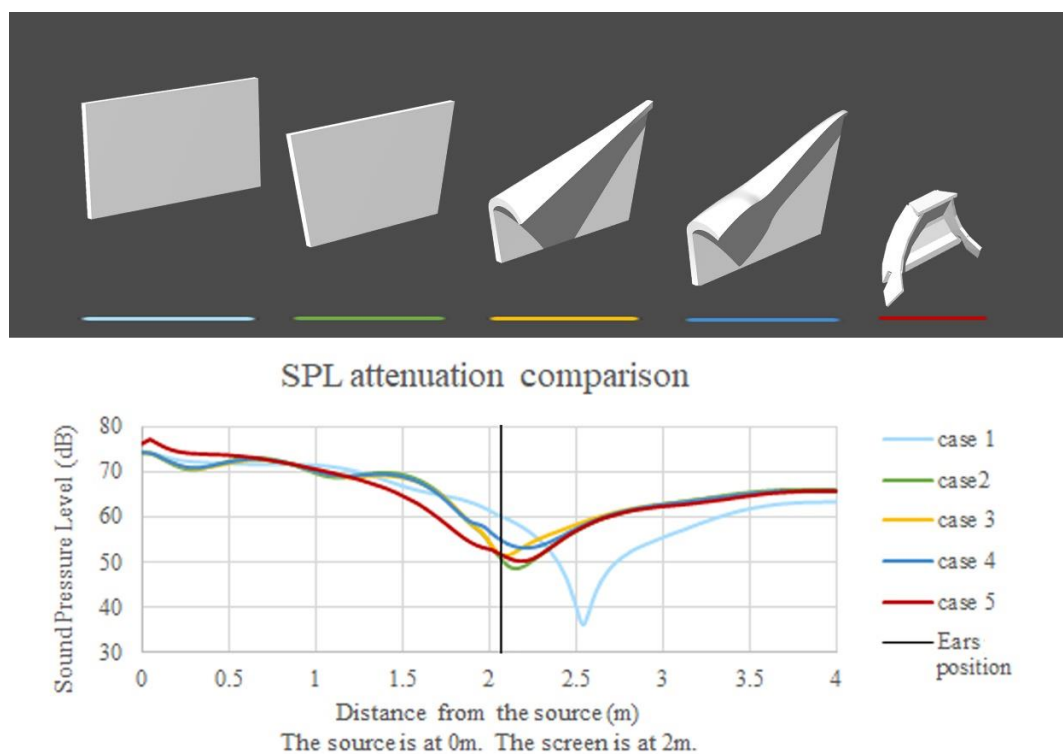 SPL attenuation comparison
Sound Pressure Level (dB)
80
70
60
50
40
30
0
0.5
1
1.5
2
2.5
3
3.5
4
Distance from the source (m)
The source is at 0m. The screen is at 2m.
case 1
case2
case 3
case 4
case 5
Ears
position